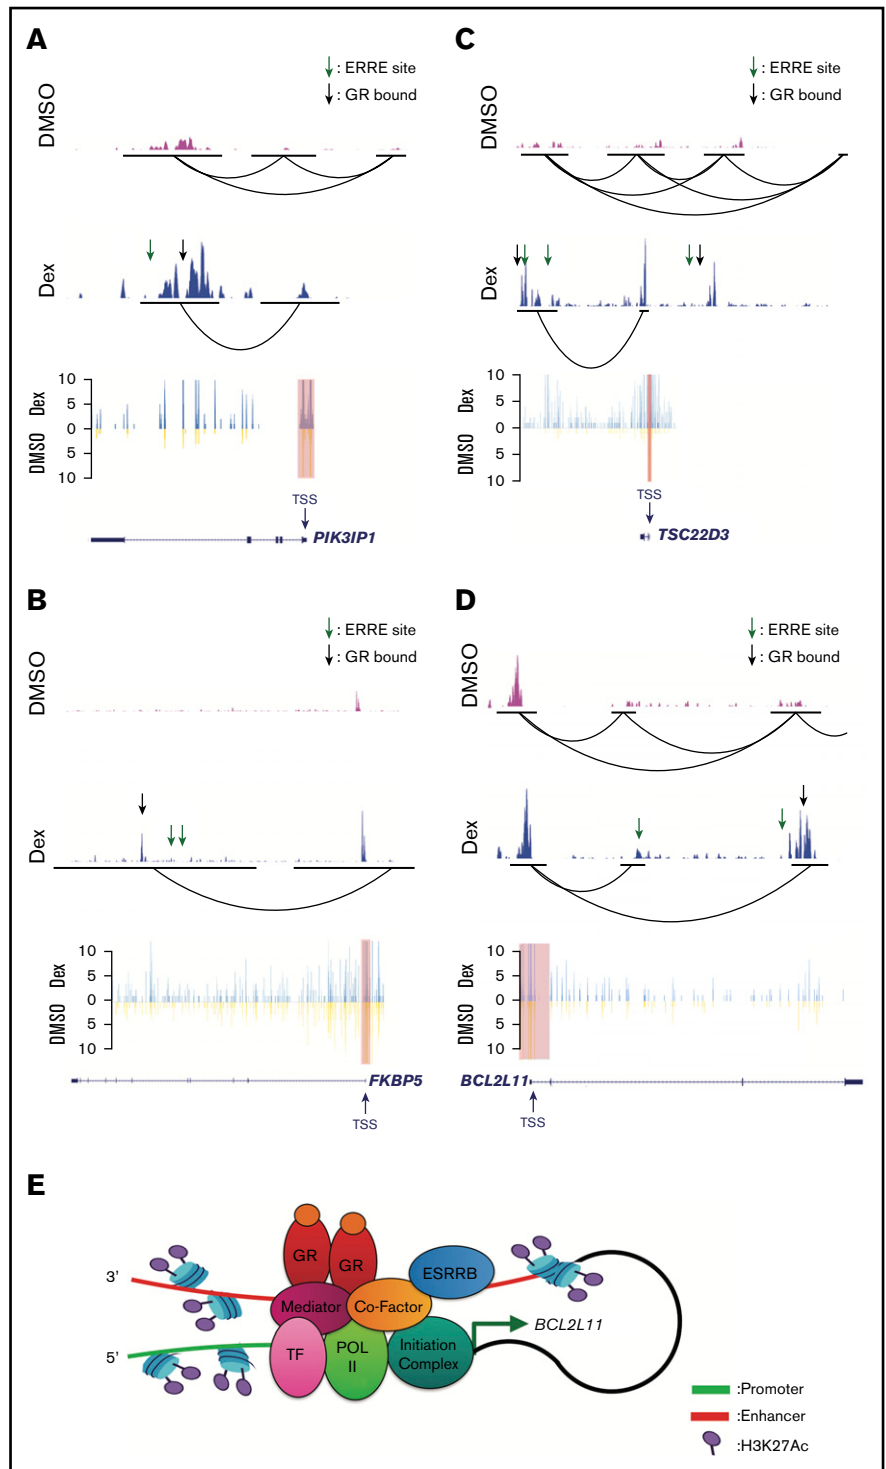 A
: ERRE site
: GR bound
DMSO
Dex
10
5
0
5
10
Dex
DMSO
TSS
PIK3IP1
C
: ERRE site
: GR bound
DMSO
Dex
10
5
0
5
10
Dex
DMSO
TSS
TSC22D3
B
: ERRE site
: GR bound
DMSO
Dex
10
5
0
5
10
Dex
DMSO
FKBP5
TSS
D
: ERRE site
: GR bound
DMSO
Dex
10
5
0
5
10
Dex
DMSO
BCL2L11
TSS
E
GR
GR
ESRRB
3’
Mediator
Co-Factor
BCL2L11
5’
TF
POL
II
Initiation
Complex
:Promoter
:Enhancer
:H3K27Ac